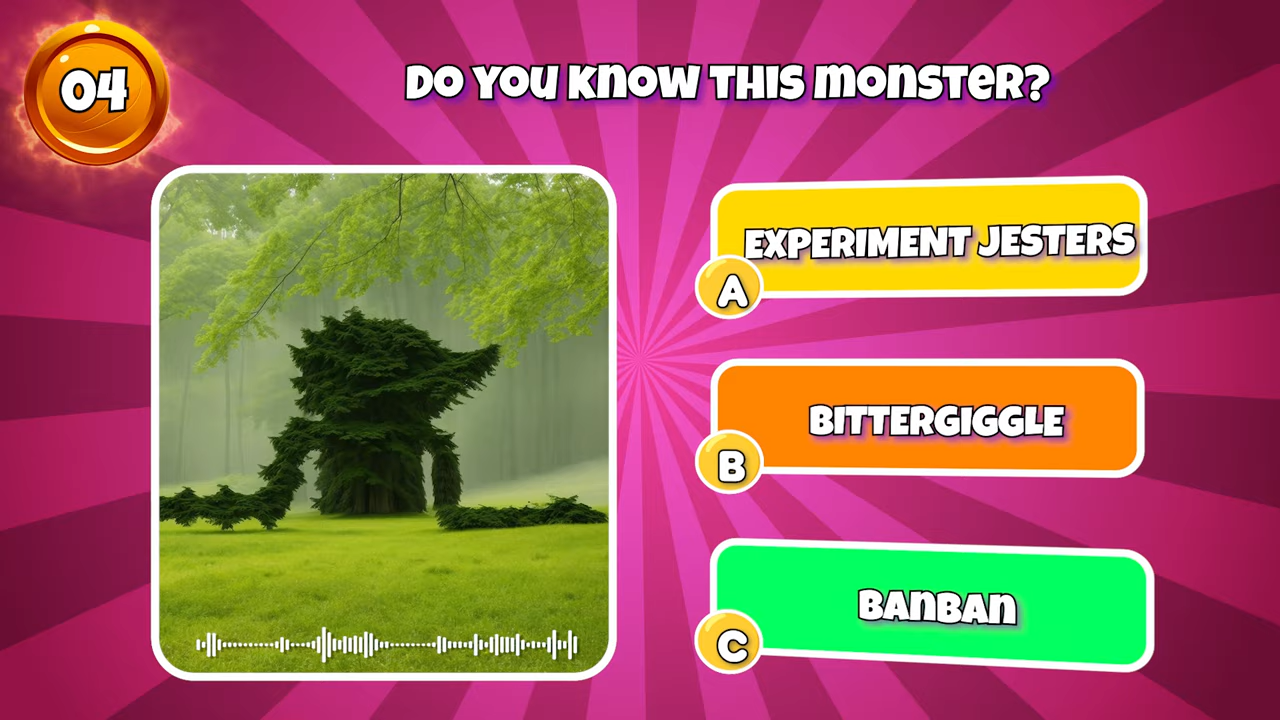 04
Do You Know This Monster?
EXPERIMENT JESTERS
A
BITTERGIGGLE
B
BANBAN
C